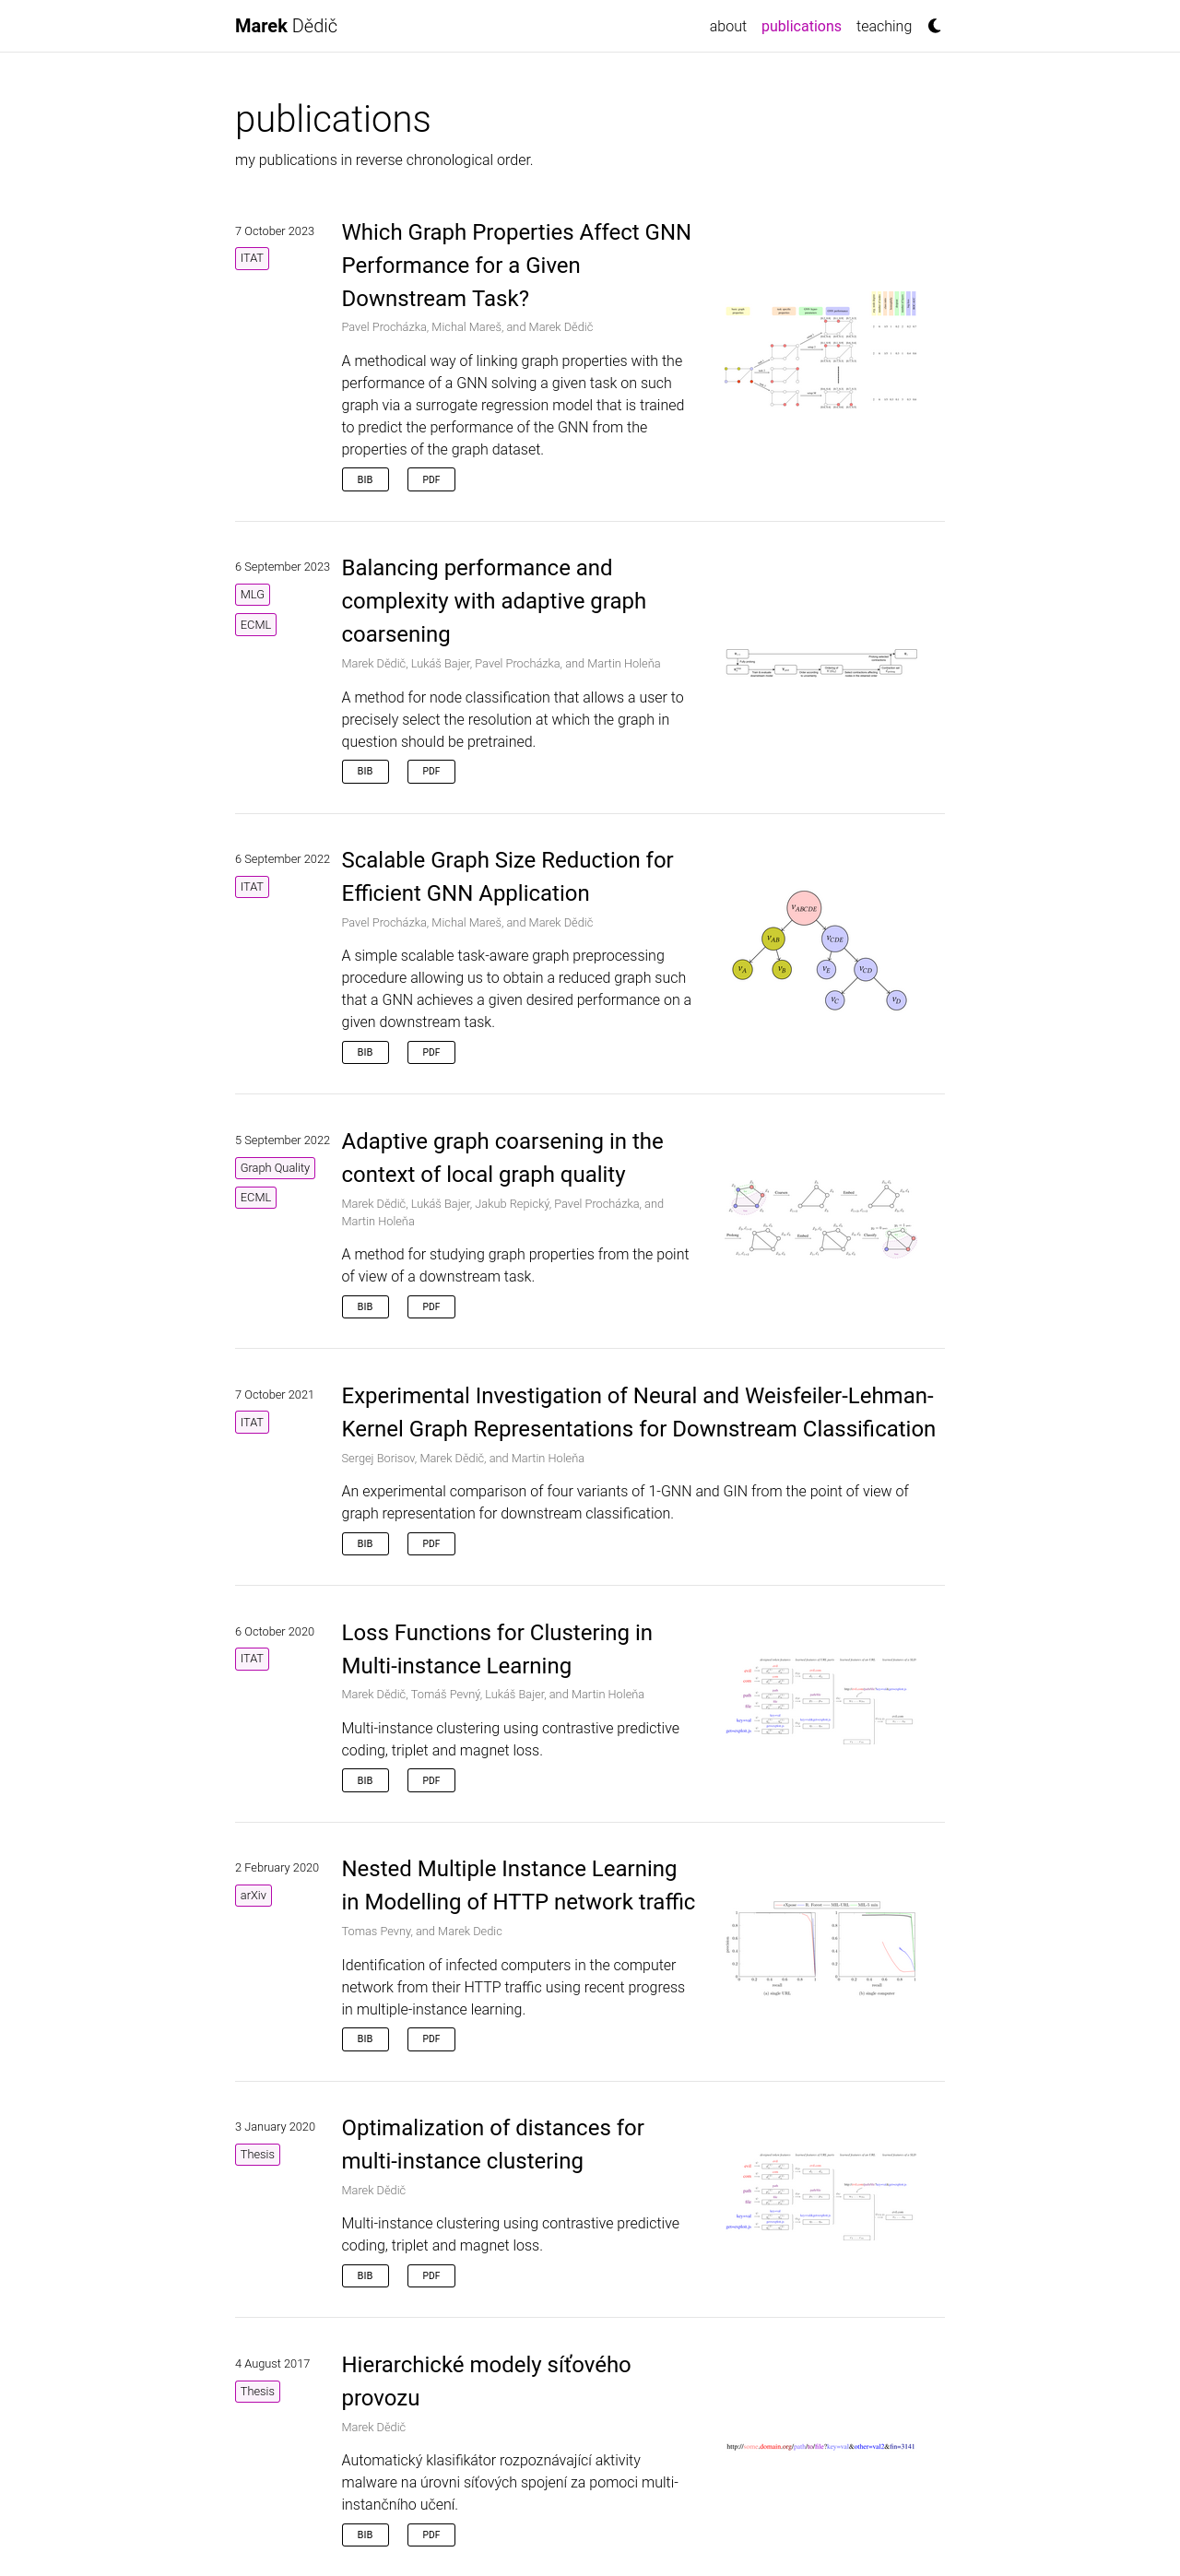 Marek Dědič
about publications teaching
publications
my publications in reverse chronological order.
7 October 2023
ITAT
Which Graph Properties Affect GNN
Performance for a Given
Downstream Task?
Pavel Procházka, Michal Mareš, and Marek Dědič
A methodical way of linking graph properties with the
performance of a GNN solving a given task on such
graph via a surrogate regression model that is trained
to predict the performance of the GNN from the
properties of the graph dataset.
BIB PDF
6 September 2023
MLG
ECML
Balancing performance and
complexity with adaptive graph
coarsening
Marek Dědič, Lukáš Bajer, Pavel Procházka, and Martin Holeňa
A method for node classification that allows a user to
precisely select the resolution at which the graph in
question should be pretrained.
BIB PDF
6 September 2022
ITAT
Scalable Graph Size Reduction for
Efficient GNN Application
Pavel Procházka, Michal Mareš, and Marek Dědič
A simple scalable task-aware graph preprocessing
procedure allowing us to obtain a reduced graph such
that a GNN achieves a given desired performance on a
given downstream task.
BIB PDF
vABCDE
vAB vCDE
vA vB vE vCD
vC vD
5 September 2022
Graph Quality
ECML
Adaptive graph coarsening in the
context of local graph quality
Marek Dědič, Lukáš Bajer, Jakub Repický, Pavel Procházka, and
Martin Holeňa
A method for studying graph properties from the point
of view of a downstream task.
BIB PDF
7 October 2021
ITAT
Experimental Investigation of Neural and Weisfeiler-Lehman-
Kernel Graph Representations for Downstream Classification
Sergej Borisov, Marek Dědič, and Martin Holeňa
An experimental comparison of four variants of 1-GNN and GIN from the point of view of
graph representation for downstream classification.
BIB PDF
6 October 2020
ITAT
Loss Functions for Clustering in
Multi-instance Learning
Marek Dědič, Tomáš Pevný, Lukáš Bajer, and Martin Holeňa
Multi-instance clustering using contrastive predictive
coding, triplet and magnet loss.
BIB PDF
2 February 2020
arXiv
Nested Multiple Instance Learning
in Modelling of HTTP network traffic
Tomas Pevny, and Marek Dedic
Identification of infected computers in the computer
network from their HTTP traffic using recent progress
in multiple-instance learning.
BIB PDF
precision
recall recall
(a) single URL (b) single computer
3 January 2020
Thesis
Optimalization of distances for
multi-instance clustering
Marek Dědič
Multi-instance clustering using contrastive predictive
coding, triplet and magnet loss.
BIB PDF
4 August 2017
Thesis
Hierarchické modely síťového
provozu
Marek Dědič
Automatický klasifikátor rozpoznávající aktivity
malware na úrovni síťových spojení za pomoci multi-
instančního učení.
BIB PDF
http://some.domain.org/path/to/file?key=val&other=val2&fin=3141